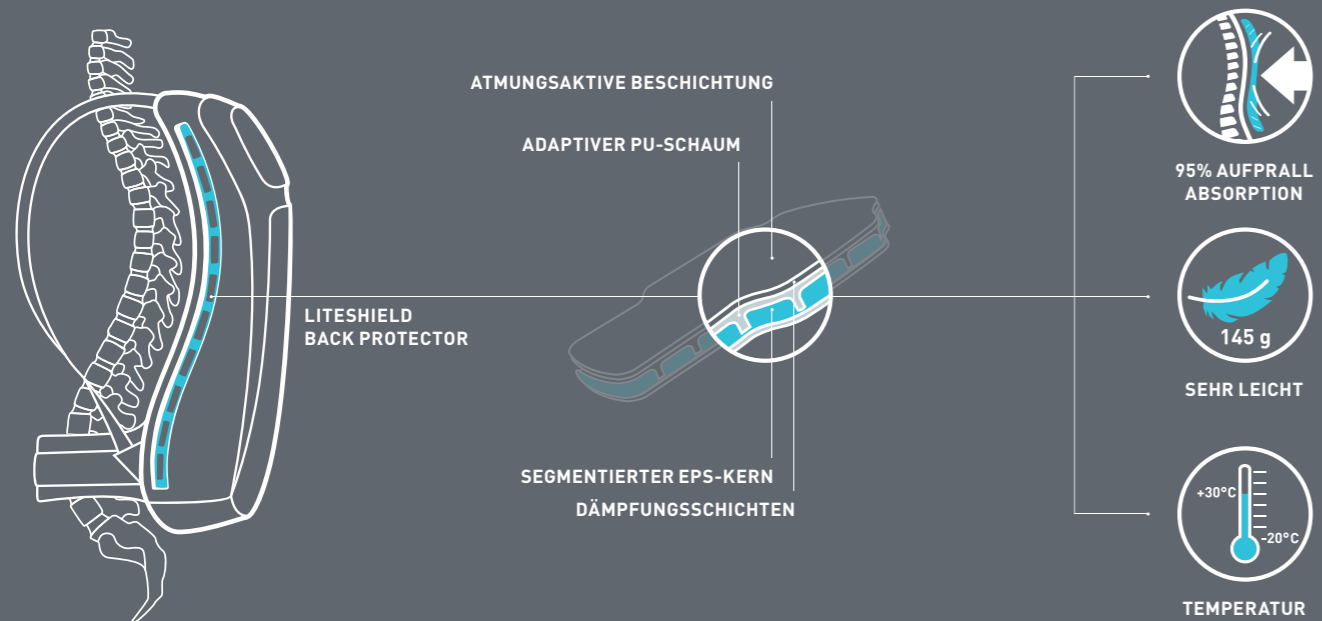 ATMUNGSAKTIVE BESCHICHTUNG
ADAPTIVER PU-SCHAUM
LITESHIELD
BACK PROTECTOR
SEGMENTIERTER EPS-KERN
DÄMPFUNGSSCHICHTEN
95% AUFPRALL
ABSORPTION
145 g
SEHR LEICHT
+30°C
-20°C
TEMPERATUR